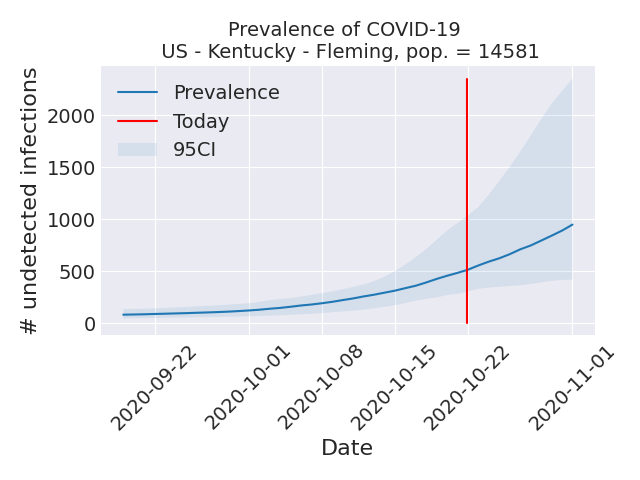 Prevalence of COVID-19
US - Kentucky - Fleming, pop. = 14581
# undetected infections
2000
1500
1000
500
0
Prevalence
Today
95CI
2020-09-22
2020-10-01
2020-10-08
2020-10-15
2020-10-22
2020-11-01
Date